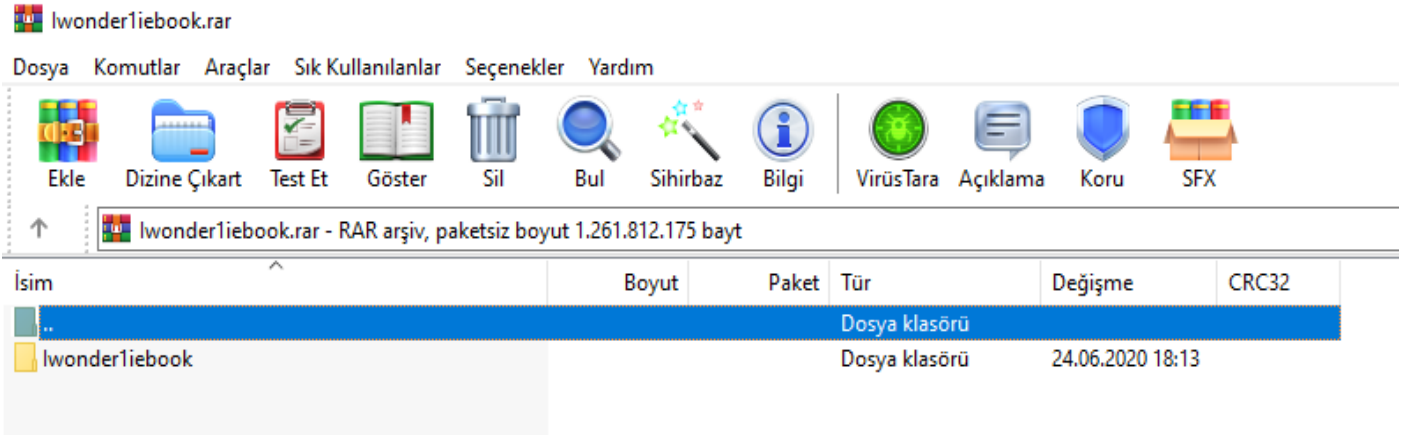 lwonder1iebook.rar
Dosya Komutlar Araçlar Sık Kullanılanlar Seçenekler Yardım
Ekle Dizine Çıkart Test Et Göster Sil Bul Sihirbaz Bilgi VirüsTara Açıklama Koru SFX
lwonder1iebook.rar - RAR arşiv, paketsiz boyut 1.261.812.175 bayt
İsim Boyut Paket Tür Değişme CRC32
.. Dosya klasörü
lwonder1iebook Dosya klasörü 24.06.2020 18:13